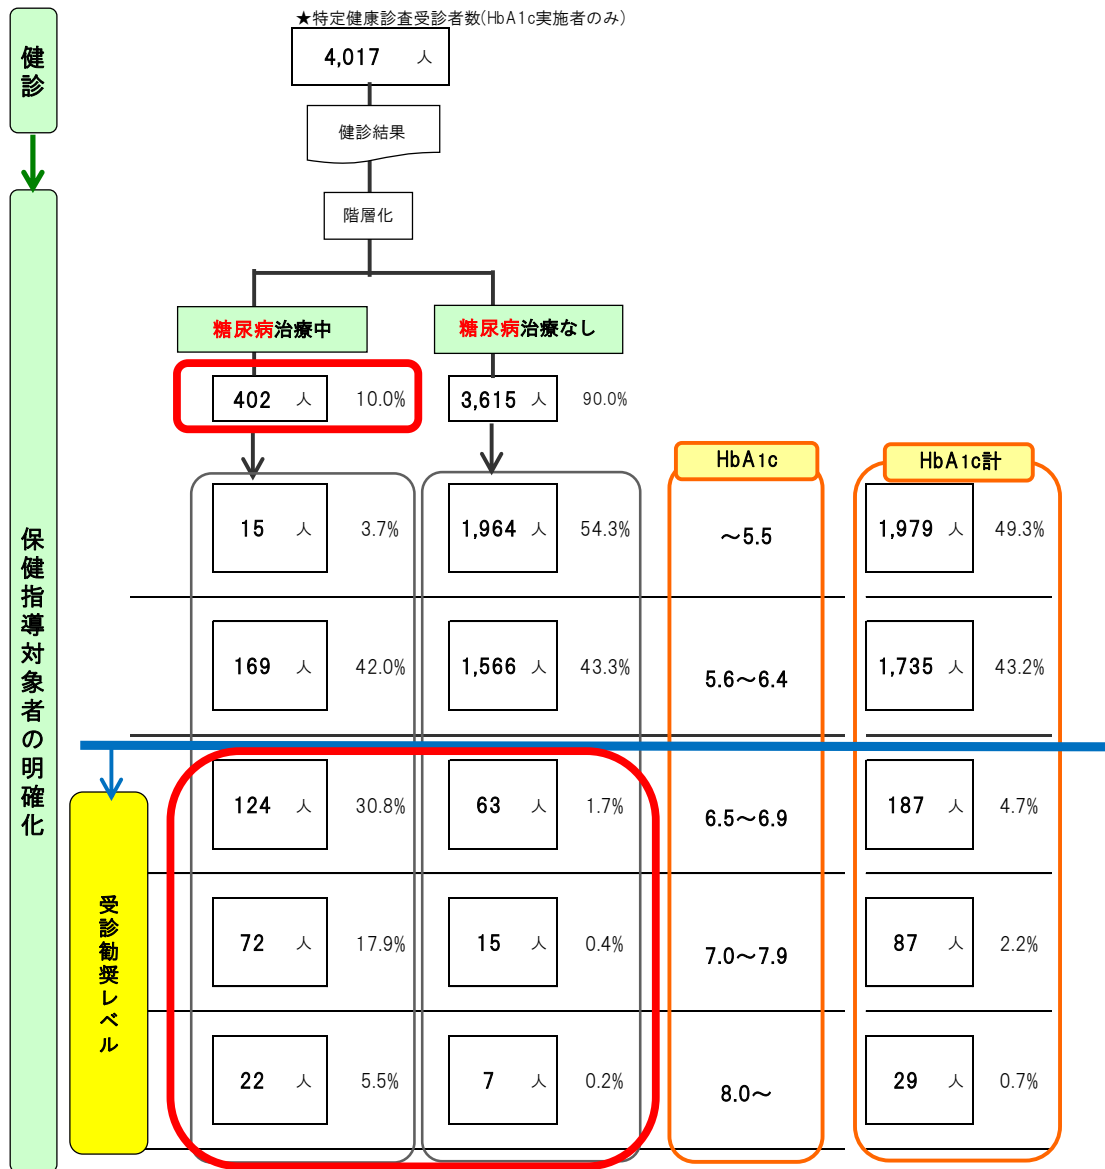 健診
★特定健康診査受診者数(HbA1c実施者のみ)
4,017 人
健診結果
階層化
糖尿病治療中
糖尿病治療なし
402 人 10.0%
3,615 人 90.0%
HbA1c
HbA1c計
15 人 3.7%
1,964 人 54.3%
～5.5
1,979 人 49.3%
169 人 42.0%
1,566 人 43.3%
5.6～6.4
1,735 人 43.2%
保健指導対象者の明確化
受診勧奨レベル
124 人 30.8%
63 人 1.7%
6.5～6.9
187 人 4.7%
72 人 17.9%
15 人 0.4%
7.0～7.9
87 人 2.2%
22 人 5.5%
7 人 0.2%
8.0～
29 人 0.7%